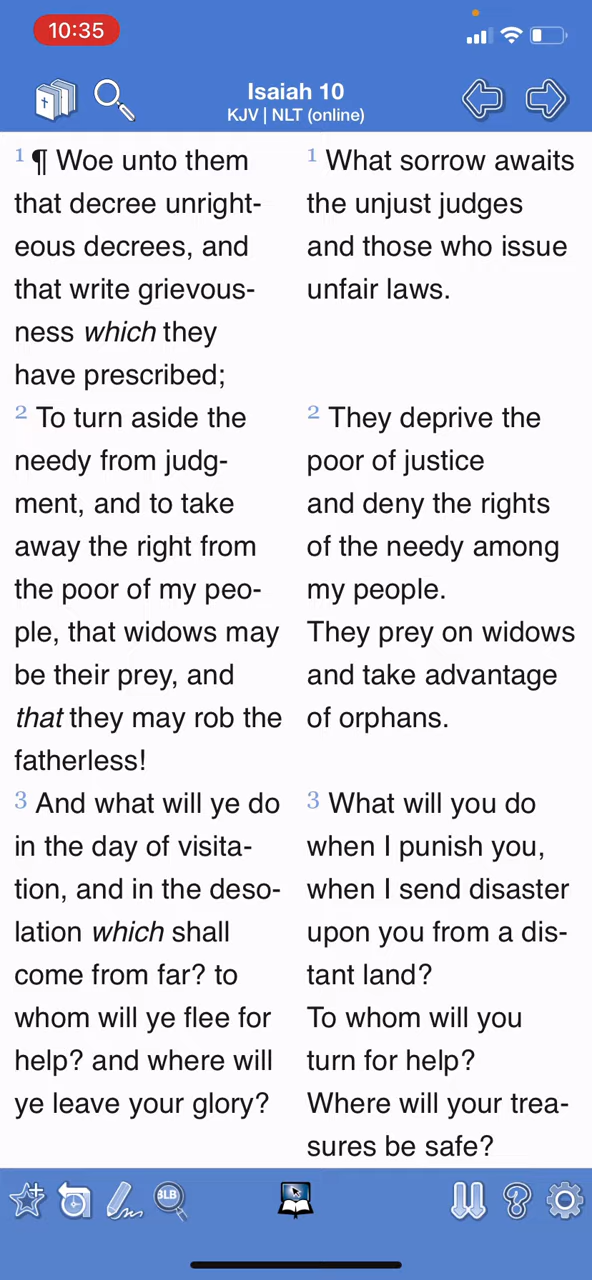 10:35
Isaiah 10
KJV | NLT (online)
1 ¶ Woe unto them
that decree unright-
eous decrees, and
that write grievous-
ness which they
have prescribed;
2 To turn aside the
needy from judg-
ment, and to take
away the right from
the poor of my peo-
ple, that widows may
be their prey, and
that they may rob the
fatherless!
3 And what will ye do
in the day of visita-
tion, and in the deso-
lation which shall
come from far? to
whom will ye flee for
help? and where will
ye leave your glory?
1 What sorrow awaits
the unjust judges
and those who issue
unfair laws.
2 They deprive the
poor of justice
and deny the rights
of the needy among
my people.
They prey on widows
and take advantage
of orphans.
3 What will you do
when I punish you,
when I send disaster
upon you from a dis-
tant land?
To whom will you
turn for help?
Where will your trea-
sures be safe?
BLB